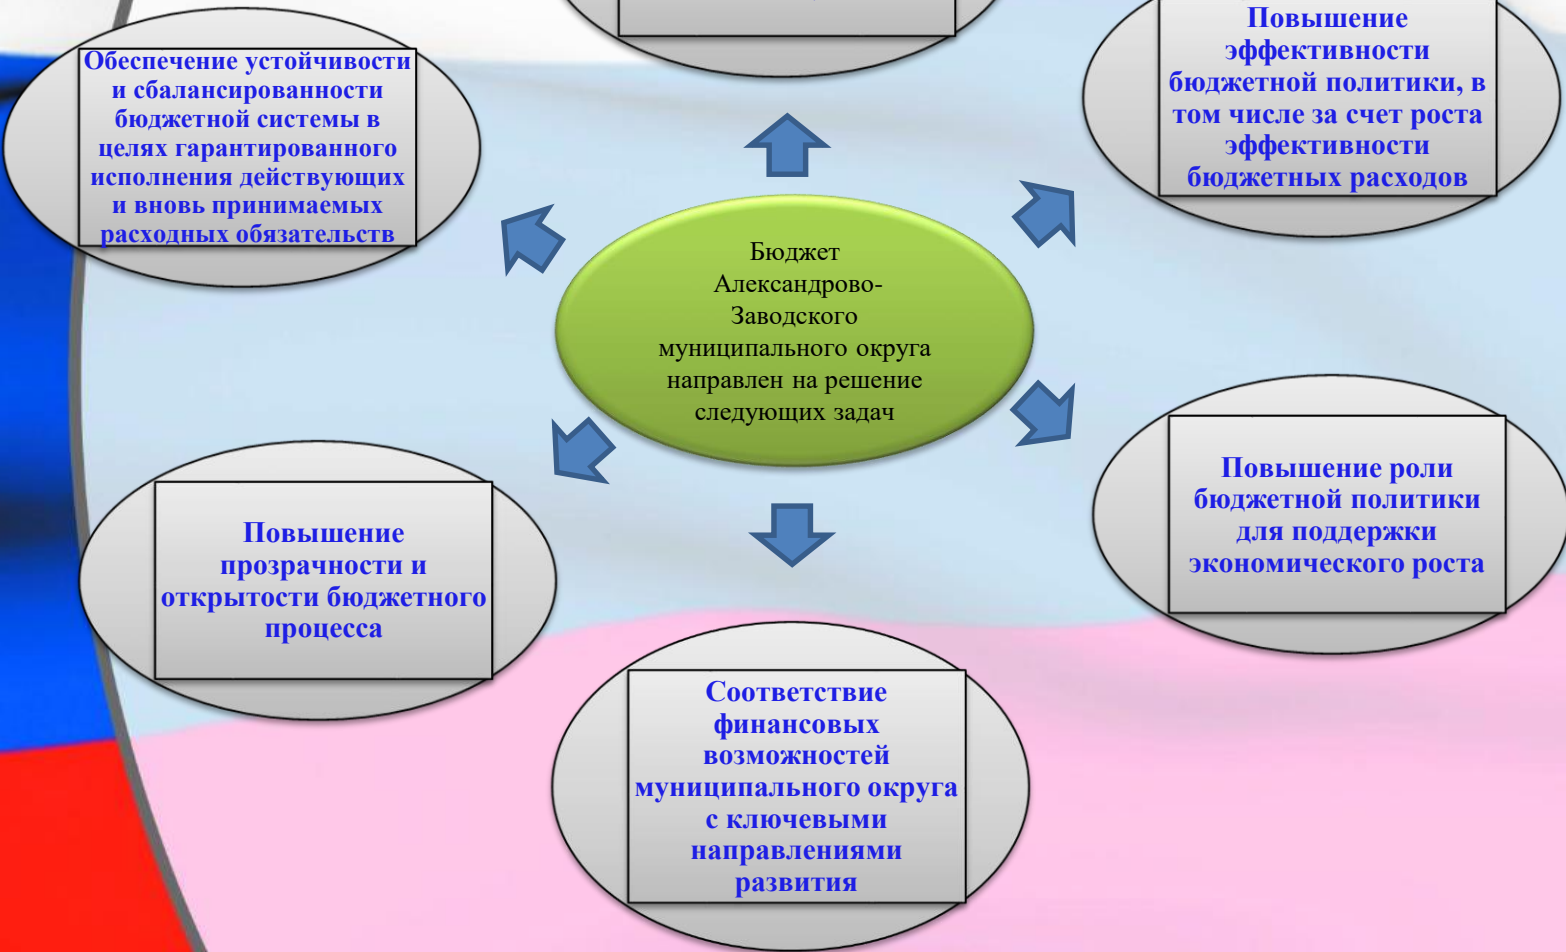 Обеспечение устойчивости
и сбалансированности
бюджетной системы в
целях гарантированного
исполнения действующих
и вновь принимаемых
расходных обязательств
Повышение
эффективности
бюджетной политики, в
том числе за счет роста
эффективности
бюджетных расходов
Бюджет
Александрово-
Заводского
муниципального округа
направлен на решение
следующих задач
Повышение
прозрачности и
открытости бюджетного
процесса
Повышение роли
бюджетной политики
для поддержки
экономического роста
Соответствие
финансовых
возможностей
муниципального округа
с ключевыми
направлениями
развития